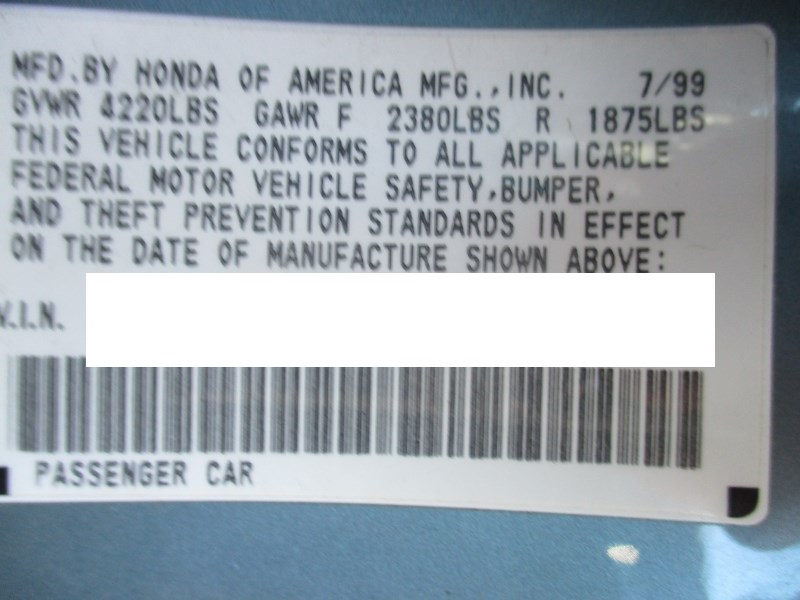 MFD.BY HONDA OF AMERICA MFG.,INC. 7/99
GVWR 4220LBS GAWR F 2380LBS R 1875LBS
THIS VEHICLE CONFORMS TO ALL APPLICABLE
FEDERAL MOTOR VEHICLE SAFETY,BUMPER,
AND THEFT PREVENTION STANDARDS IN EFFECT
ON THE DATE OF MANUFACTURE SHOWN ABOVE:
V.I.N.
PASSENGER CAR